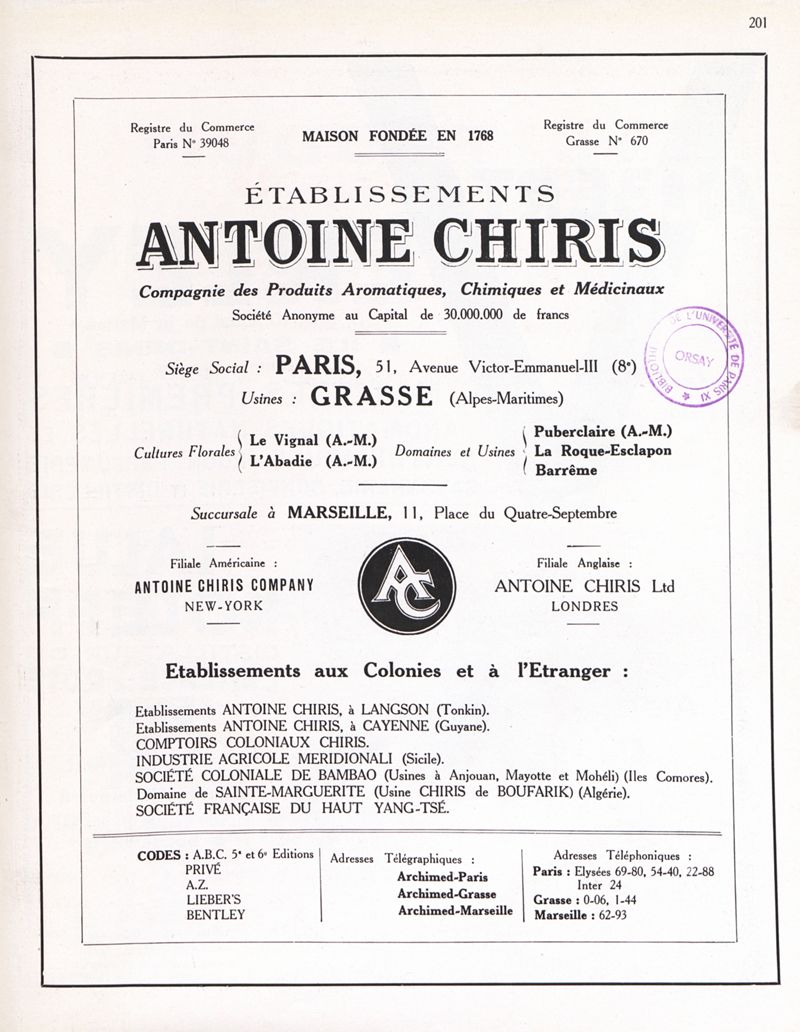 201
Registre du Commerce
Paris N° 39048
MAISON FONDÉE EN 1768
Registre du Commerce
Grasse N° 670
ÉTABLISSEMENTS
ANTOINE CHIRIS
Compagnie des Produits Aromatiques, Chimiques et Médicinaux
Société Anonyme au Capital de 30.000.000 de francs
Siège Social : PARIS, 51, Avenue Victor-Emmanuel-III (8e)
Usines : GRASSE (Alpes-Maritimes)
BIBLIOTH DE L'UNIVERSITÉ DE PARIS XI
ORSAY
Cultures Florales
Le Vignal (A.-M.)
L'Abadie (A.-M.)
Domaines et Usines
Puberclaire (A.-M.)
La Roque-Esclapon
Barrême
Succursale à MARSEILLE, 11, Place du Quatre-Septembre
Filiale Américaine :
ANTOINE CHIRIS COMPANY
NEW-YORK
AC
Filiale Anglaise :
ANTOINE CHIRIS Ltd
LONDRES
Etablissements aux Colonies et à l'Etranger :
Etablissements ANTOINE CHIRIS, à LANGSON (Tonkin).
Etablissements ANTOINE CHIRIS, à CAYENNE (Guyane).
COMPTOIRS COLONIAUX CHIRIS.
INDUSTRIE AGRICOLE MERIDIONALI (Sicile).
SOCIÉTÉ COLONIALE DE BAMBAO (Usines à Anjouan, Mayotte et Mohéli) (Iles Comores).
Domaine de SAINTE-MARGUERITE (Usine CHIRIS de BOUFARIK) (Algérie).
SOCIÉTÉ FRANÇAISE DU HAUT YANG-TSÉ.
CODES : A.B.C. 5e et 6e Editions
PRIVÉ
A.Z.
LIEBER'S
BENTLEY
Adresses Télégraphiques :
Archimed-Paris
Archimed-Grasse
Archimed-Marseille
Adresses Téléphoniques :
Paris : Elysées 69-80, 54-40, 22-88
Inter 24
Grasse : 0-06, 1-44
Marseille : 62-93